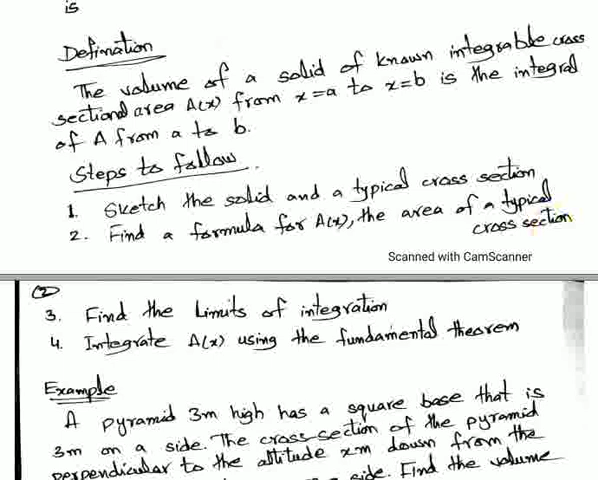 is
Defination
The volume of a solid of known integrable cross
sectional area A(x) from x=a to x=b is the integral
of A from a to b.
Steps to follow
1. Sketch the solid and a typical cross section
2. Find a formula for A(x), the area of a typical
cross section
Scanned with CamScanner
(2)
3. Find the Limits of integration
4. Integrate A(x) using the fundamental theorem
Example
A pyramid 3m high has a square base that is
3m on a side. The cross-section of the pyramid
perpendicular to the altitude xm down from the
side. Find the volume